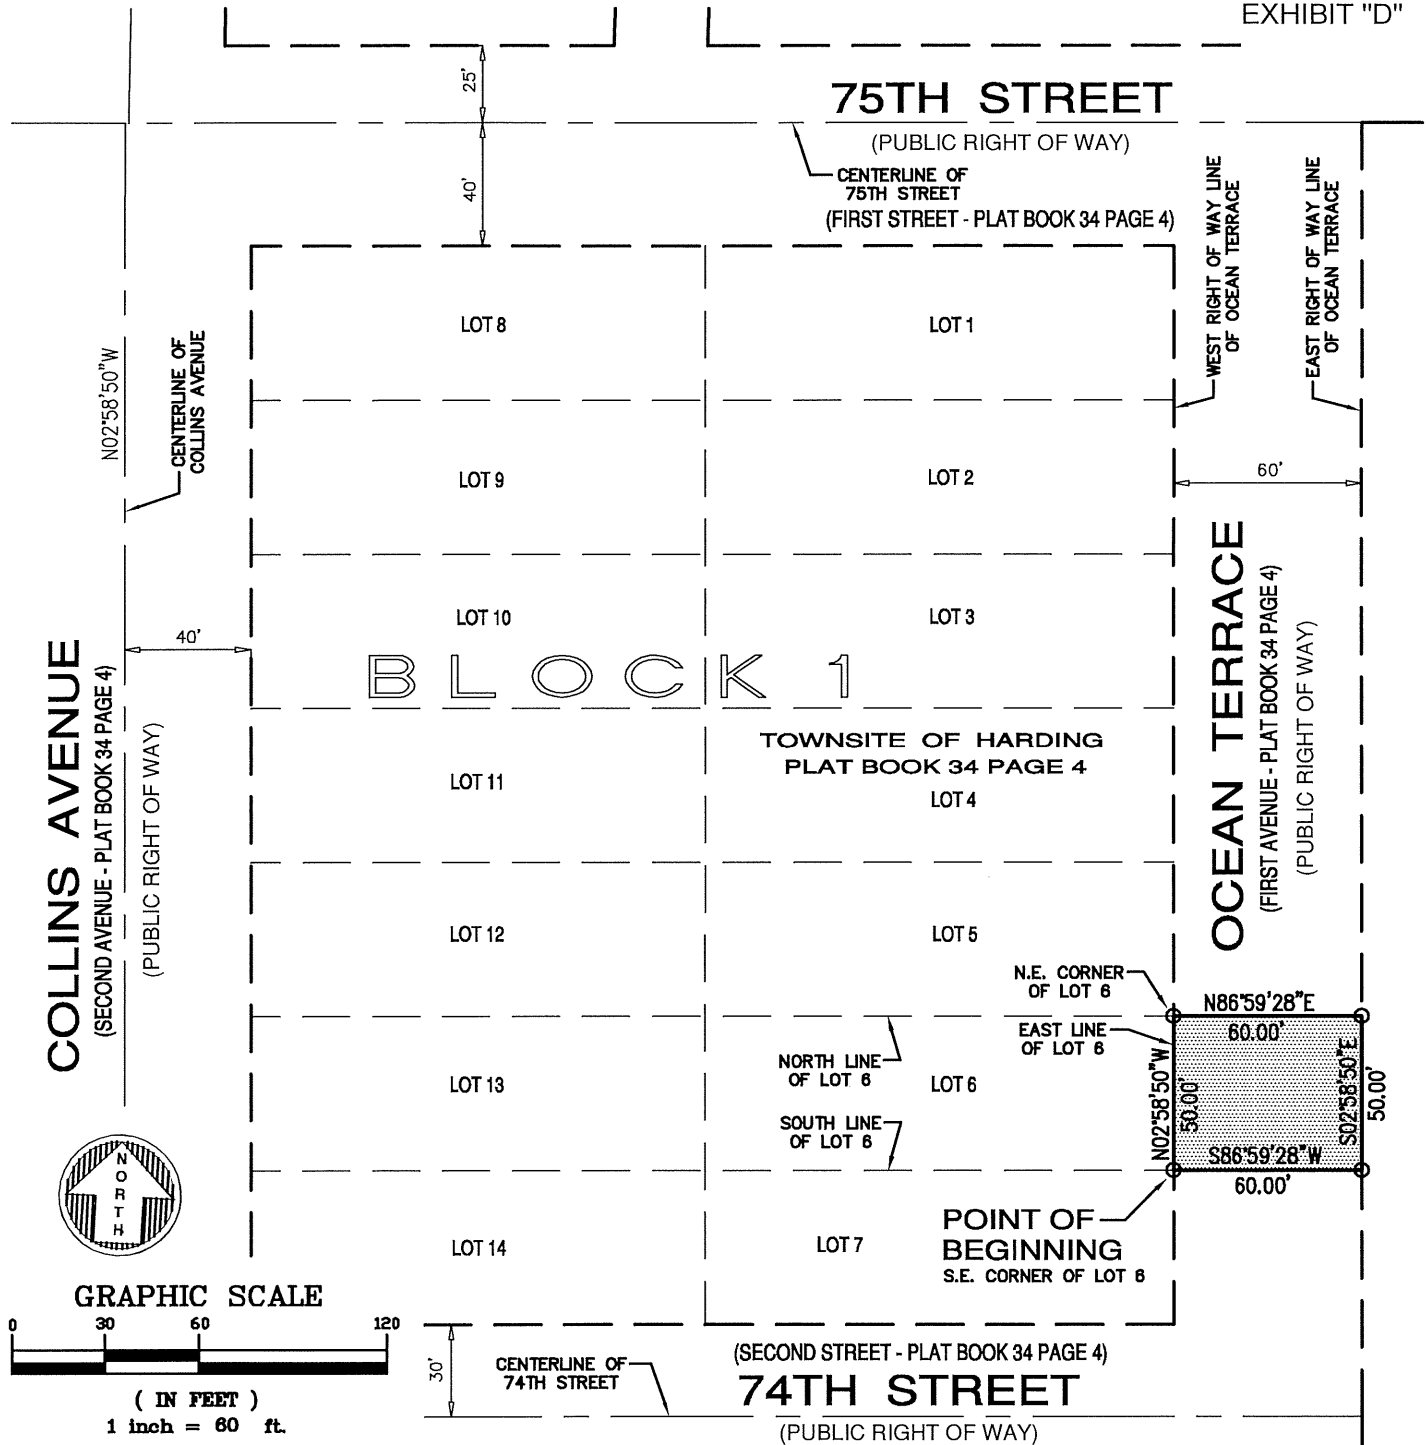 EXHIBIT "D"
25'
75TH STREET
(PUBLIC RIGHT OF WAY)
CENTERLINE OF
75TH STREET
(FIRST STREET - PLAT BOOK 34 PAGE 4)
40'
WEST RIGHT OF WAY LINE
OF OCEAN TERRACE
EAST RIGHT OF WAY LINE
OF OCEAN TERRACE
LOT 8
LOT 1
N02°58'50"W
CENTERLINE OF
COLLINS AVENUE
LOT 9
LOT 2
60'
LOT 10
LOT 3
40'
BLOCK 1
COLLINS AVENUE
(SECOND AVENUE - PLAT BOOK 34 PAGE 4)
(PUBLIC RIGHT OF WAY)
OCEAN TERRACE
(FIRST AVENUE - PLAT BOOK 34 PAGE 4)
(PUBLIC RIGHT OF WAY)
TOWNSITE OF HARDING
PLAT BOOK 34 PAGE 4
LOT 11
LOT 4
LOT 12
LOT 5
N.E. CORNER
OF LOT 6
N86°59'28"E
60.00'
EAST LINE
OF LOT 6
NORTH LINE
OF LOT 6
LOT 13
LOT 6
N02°58'50"W
50.00'
S02°58'50"E
50.00'
SOUTH LINE
OF LOT 6
S86°59'28"W
60.00'
NORTH
POINT OF
BEGINNING
S.E. CORNER OF LOT 6
LOT 14
LOT 7
GRAPHIC SCALE
0 30 60 120
( IN FEET )
1 inch = 60 ft.
30'
CENTERLINE OF
74TH STREET
(SECOND STREET - PLAT BOOK 34 PAGE 4)
74TH STREET
(PUBLIC RIGHT OF WAY)